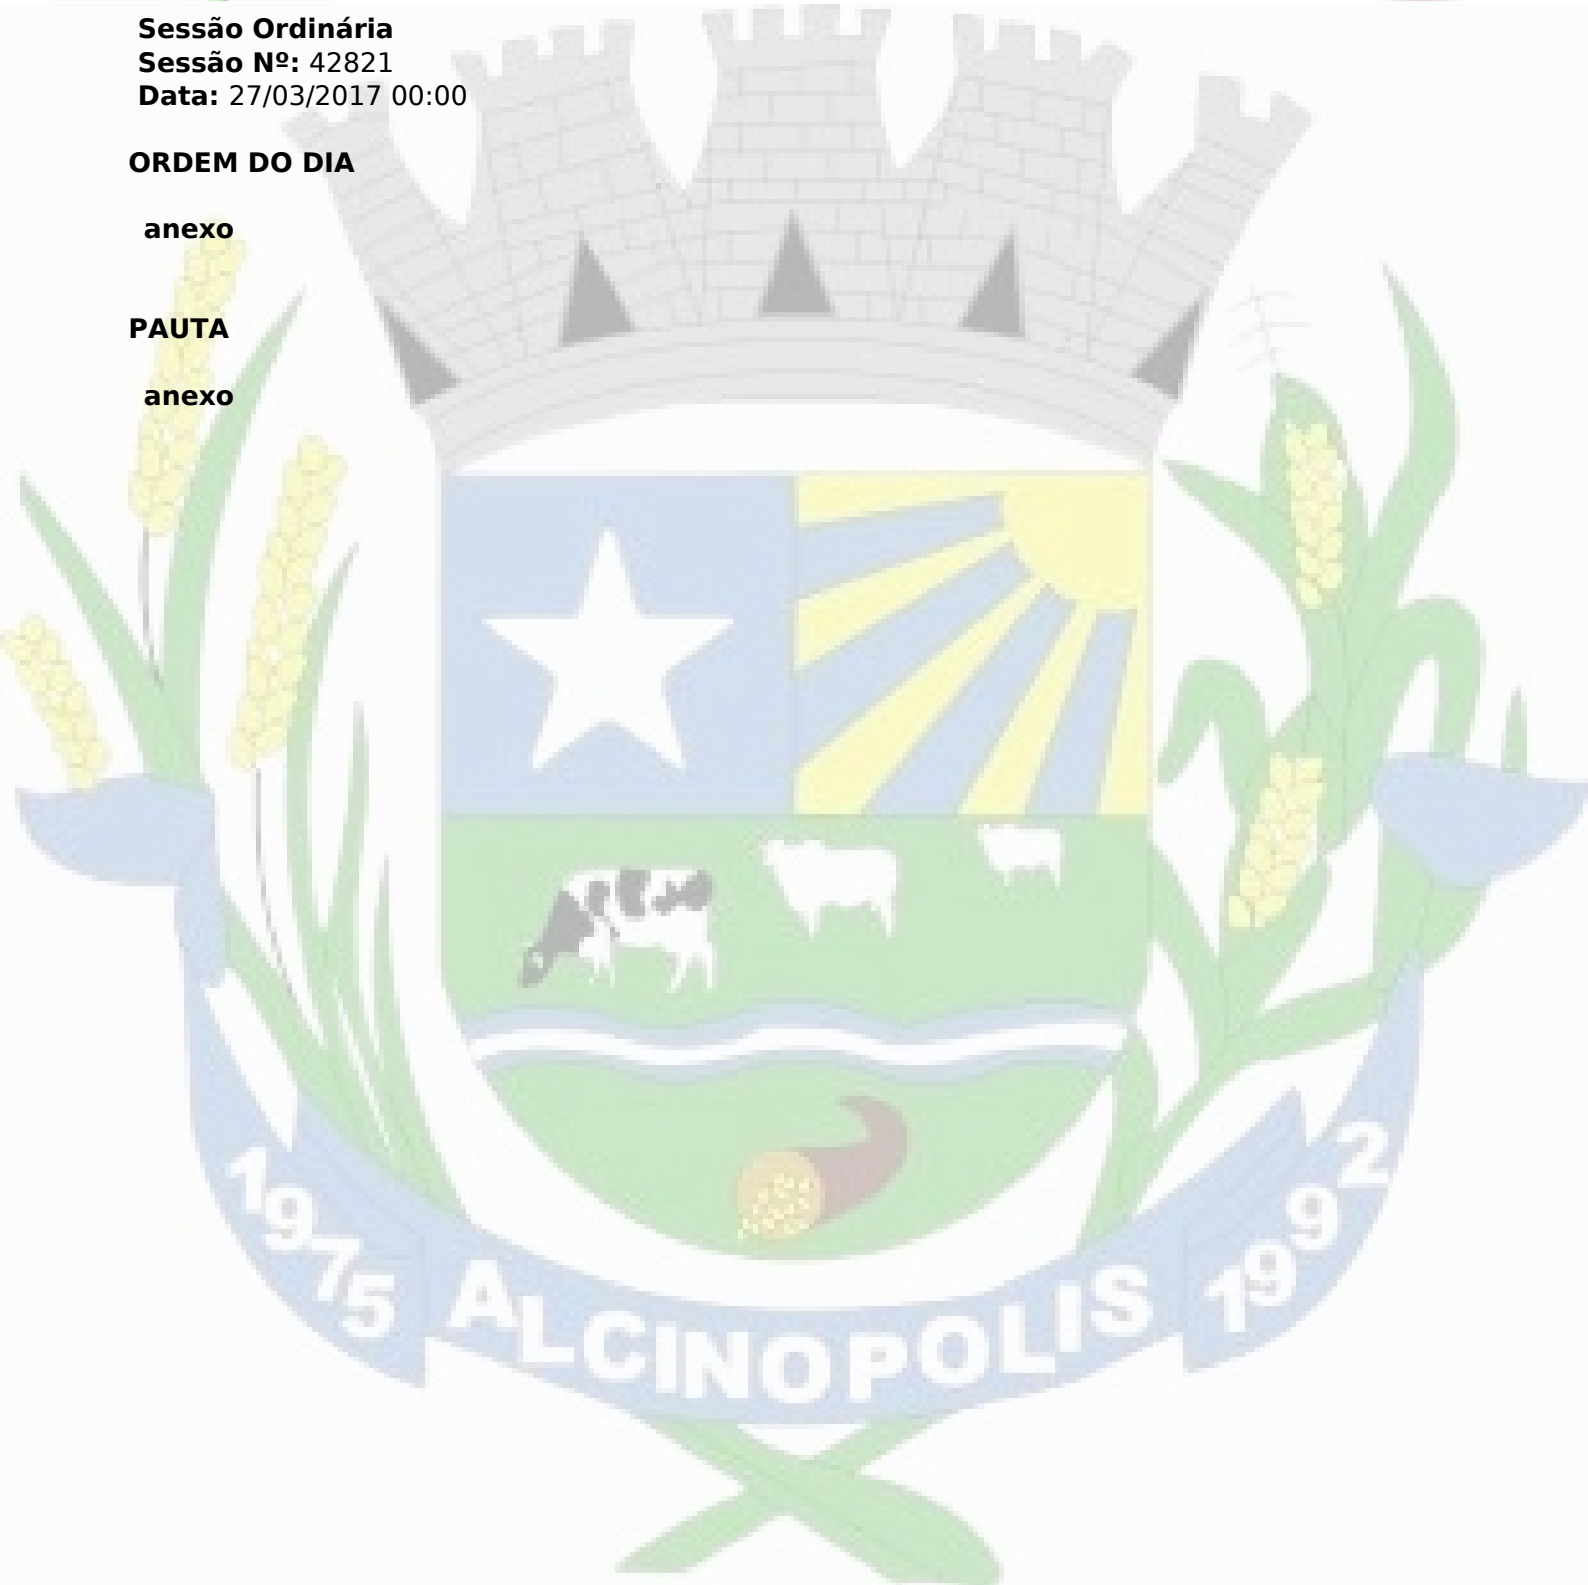 Sessão Ordinária
Sessão Nº: 42821
Data: 27/03/2017 00:00
ORDEM DO DIA
anexo
PAUTA
anexo
1975
ALCINOPOLIS
1992